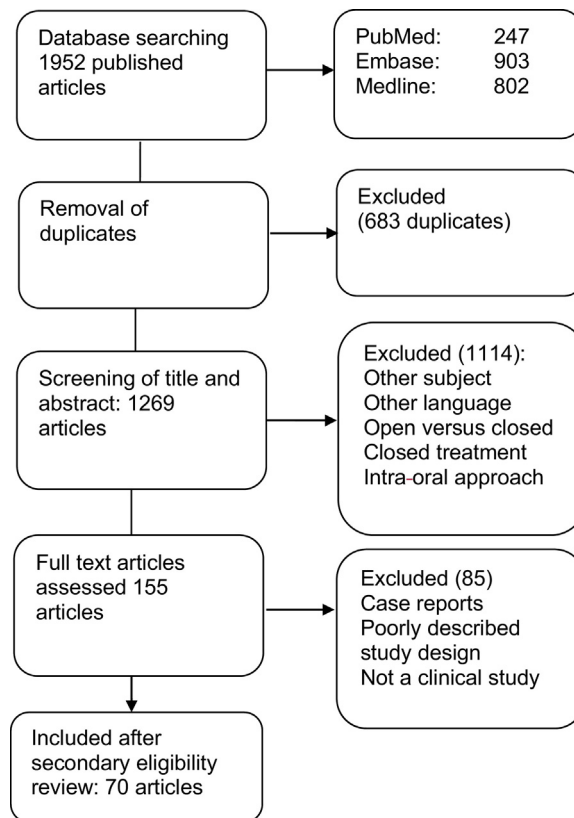 Database searching
1952 published
articles
PubMed: 247
Embase: 903
Medline: 802
Removal of
duplicates
Excluded
(683 duplicates)
Screening of title and
abstract: 1269
articles
Excluded (1114):
Other subject
Other language
Open versus closed
Closed treatment
Intra-oral approach
Full text articles
assessed 155
articles
Excluded (85)
Case reports
Poorly described
study design
Not a clinical study
Included after
secondary eligibility
review: 70 articles